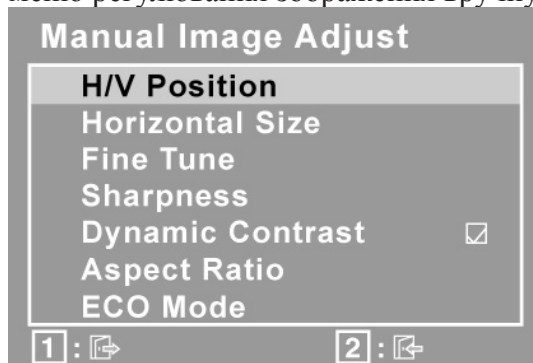 Manual Image Adjust
H/V Position
Horizontal Size
Fine Tune
Sharpness
Dynamic Contrast
Aspect Ratio
ECO Mode
1 : 2 :